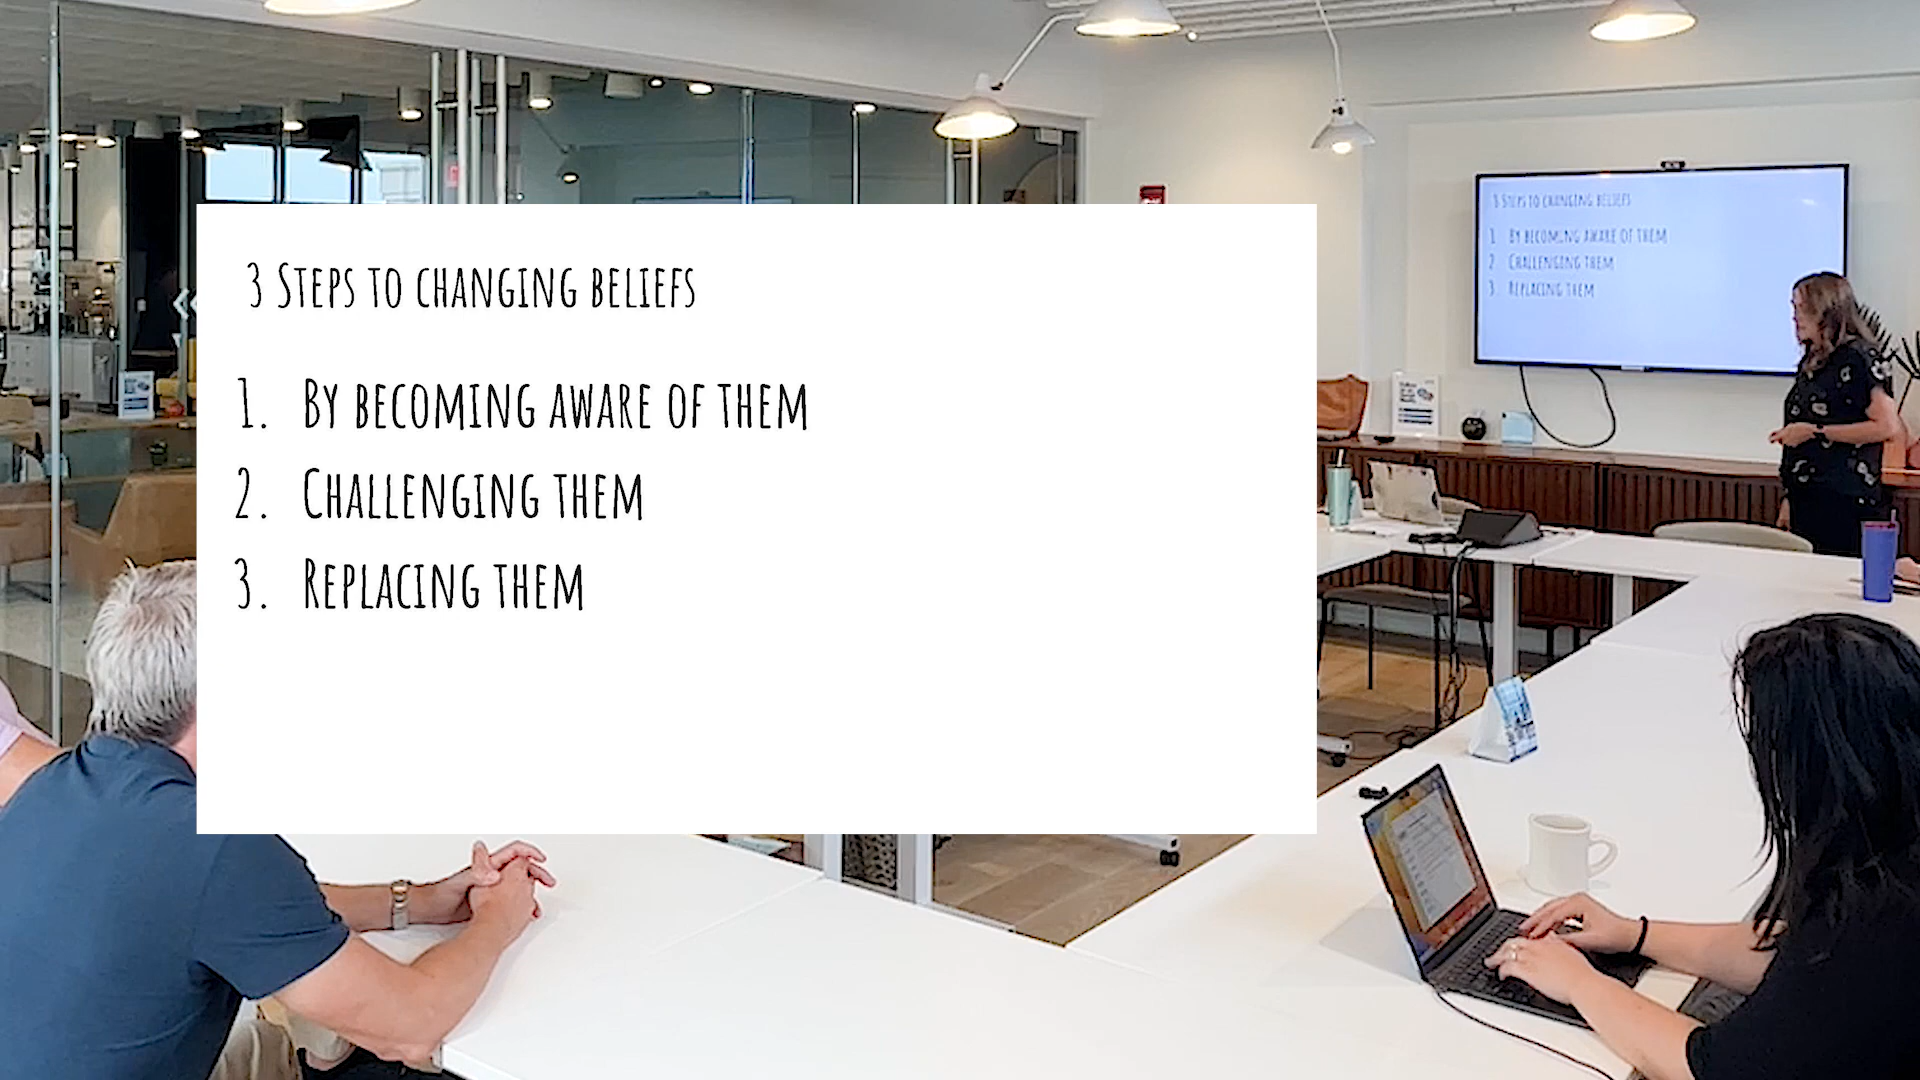 3 Steps to changing beliefs
1. By becoming aware of them
2. Challenging them
3. Replacing them
3 Steps to changing beliefs
1. By becoming aware of them
2. Challenging them
3. Replacing them